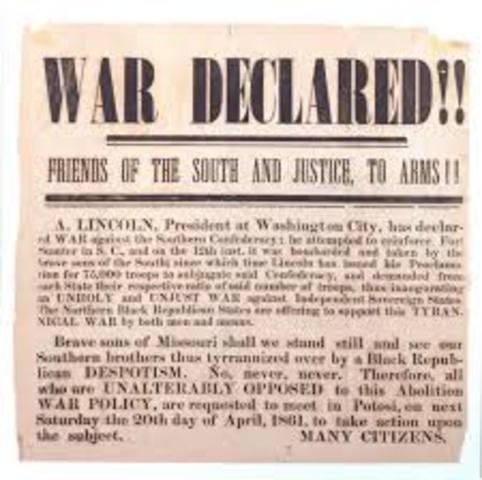 WAR DECLARED!!
FRIENDS OF THE SOUTH AND JUSTICE, TO ARMS!!
A. LINCOLN, President at Washington City, has declar-
ed WAR against the Southern Confederacy; he attempted to reinforce Fort
Sumter in S. C., and on the 12th inst. it was bombarded and taken by the
brave sons of the South; since which time Lincoln has issued his Proclama-
tion for 75,000 troops to subjugate said Confederacy, and demanded from
each State their respective ratio of said number of troops, thus inaugurating
an UNHOLY and UNJUST WAR against Independent Sovereign States.
The Northern Black Republican States are offering to support this TYRAN-
NICAL WAR by both men and means.
Brave sons of Missouri shall we stand still and see our
Southern brothers thus tyrannized over by a Black Repub-
lican DESPOTISM. No, never, never. Therefore, all
who are UNALTERABLY OPPOSED to this Abolition
WAR POLICY, are requested to meet in Potosi, on next
Saturday the 20th day of April, 1861, to take action upon
the subject. MANY CITIZENS.